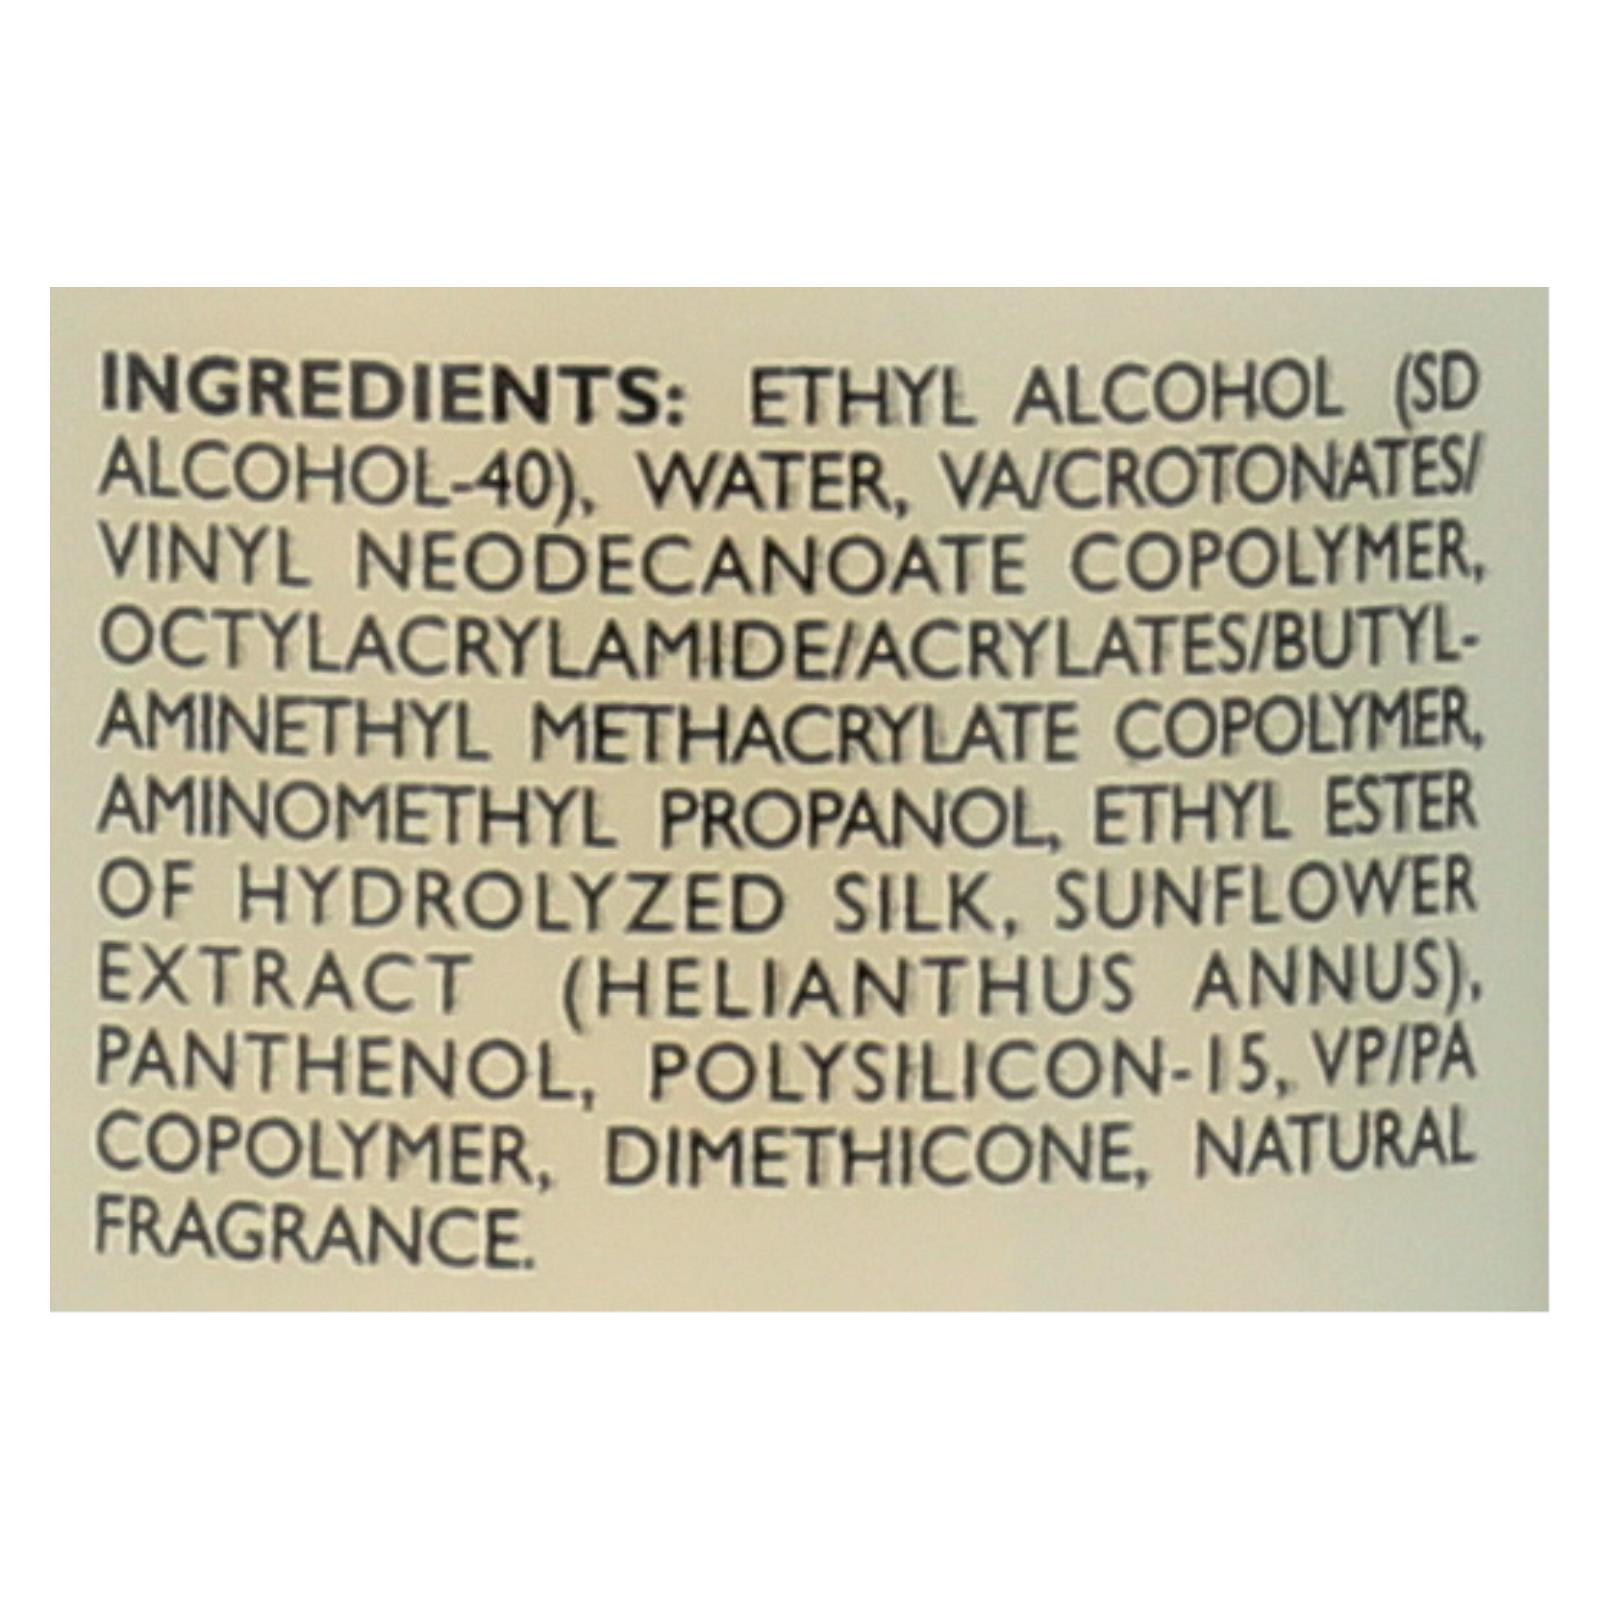 INGREDIENTS: ETHYL ALCOHOL (SD
ALCOHOL-40), WATER, VA/CROTONATES/
VINYL NEODECANOATE COPOLYMER,
OCTYLACRYLAMIDE/ACRYLATES/BUTYL-
AMINETHYL METHACRYLATE COPOLYMER,
AMINOMETHYL PROPANOL, ETHYL ESTER
OF HYDROLYZED SILK, SUNFLOWER
EXTRACT (HELIANTHUS ANNUS),
PANTHENOL, POLYSILICON-15, VP/PA
COPOLYMER, DIMETHICONE, NATURAL
FRAGRANCE.